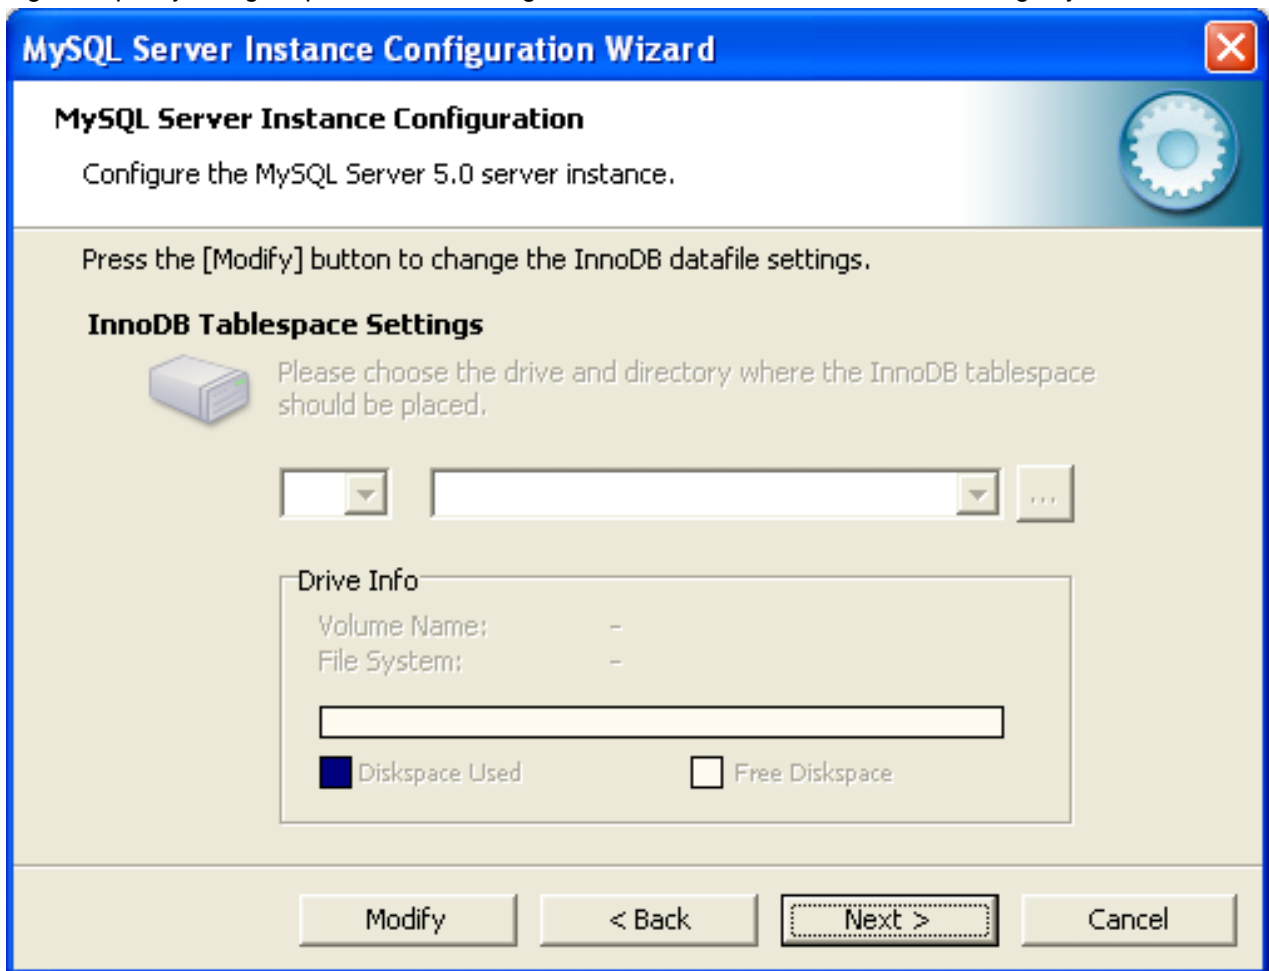 MySQL Server Instance Configuration Wizard
MySQL Server Instance Configuration
Configure the MySQL Server 5.0 server instance.
Press the [Modify] button to change the InnoDB datafile settings.
InnoDB Tablespace Settings
Please choose the drive and directory where the InnoDB tablespace
should be placed.
...
Drive Info
Volume Name: -
File System: -
Diskspace Used Free Diskspace
Modify < Back Next > Cancel